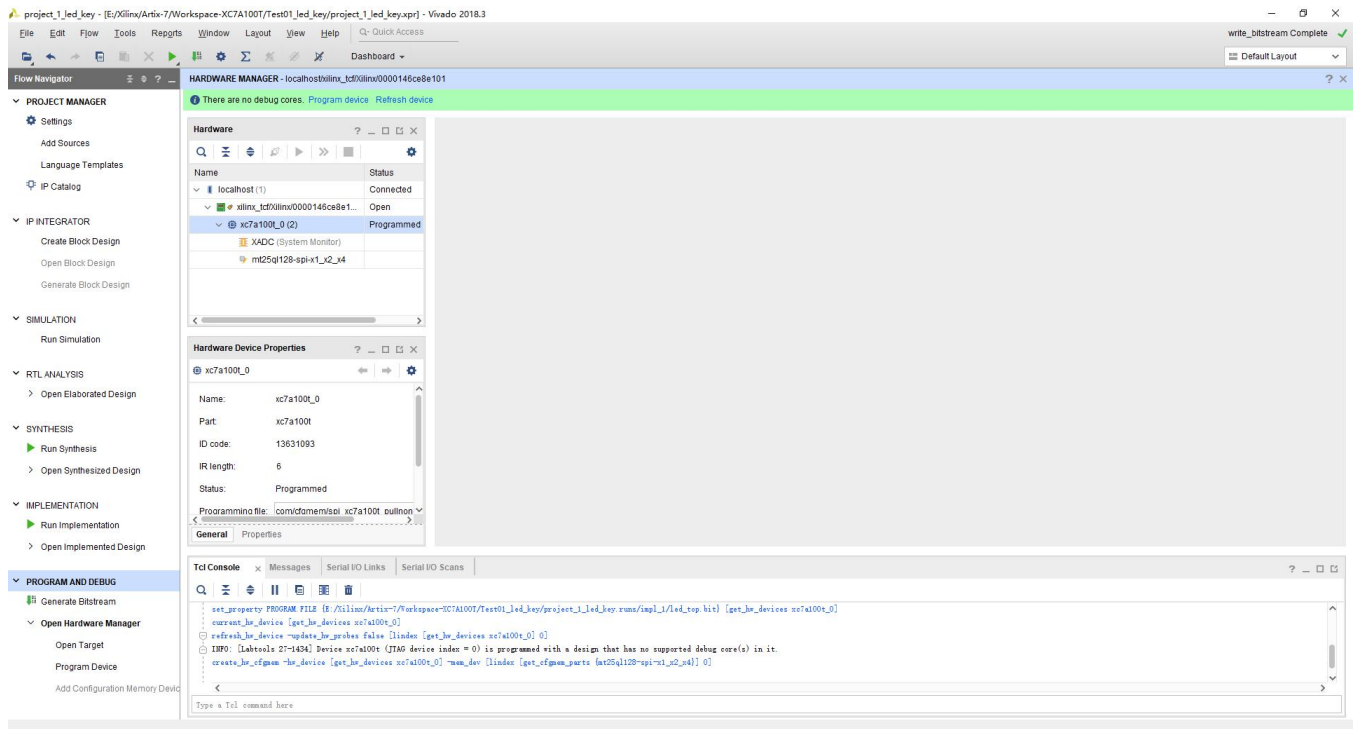 project_1_led_key - [E:/Xilinx/Artix-7/Workspace-XC7A100T/Test01_led_key/project_1_led_key.xpr] - Vivado 2018.3
File Edit Flow Tools Reports Window Layout View Help Q- Quick Access
write_bitstream Complete
Dashboard
Default Layout
Flow Navigator
HARDWARE MANAGER - localhost/xilinx_tcf/Xilinx/0000146ce8e101
There are no debug cores. Program device Refresh device
PROJECT MANAGER
Settings
Add Sources
Language Templates
IP Catalog
IP INTEGRATOR
Create Block Design
Open Block Design
Generate Block Design
SIMULATION
Run Simulation
RTL ANALYSIS
Open Elaborated Design
SYNTHESIS
Run Synthesis
Open Synthesized Design
IMPLEMENTATION
Run Implementation
Open Implemented Design
PROGRAM AND DEBUG
Generate Bitstream
Open Hardware Manager
Open Target
Program Device
Add Configuration Memory Devic
Hardware
Name Status
localhost (1) Connected
xilinx_tcf/Xilinx/0000146ce8e1... Open
xc7a100t_0 (2) Programmed
XADC (System Monitor)
mt25ql128-spi-x1_x2_x4
Hardware Device Properties
xc7a100t_0
Name: xc7a100t_0
Part: xc7a100t
ID code: 13631093
IR length: 6
Status: Programmed
Programming file: com/cfgmem/spi_xc7a100t_pullnon
General Properties
Tcl Console Messages Serial I/O Links Serial I/O Scans
set_property PROGRAM.FILE {E:/Xilinx/Artix-7/Workspace-XC7A100T/Test01_led_key/project_1_led_key.runs/impl_1/led_top.bit} [get_hw_devices xc7a100t_0]
current_hw_device [get_hw_devices xc7a100t_0]
refresh_hw_device -update_hw_probes false [lindex [get_hw_devices xc7a100t_0] 0]
INFO: [Labtools 27-1434] Device xc7a100t (JTAG device index = 0) is programmed with a design that has no supported debug core(s) in it.
create_hw_cfgmem -hw_device [get_hw_devices xc7a100t_0] -mem_dev [lindex [get_cfgmem_parts {mt25ql128-spi-x1_x2_x4}] 0]
Type a Tcl command here